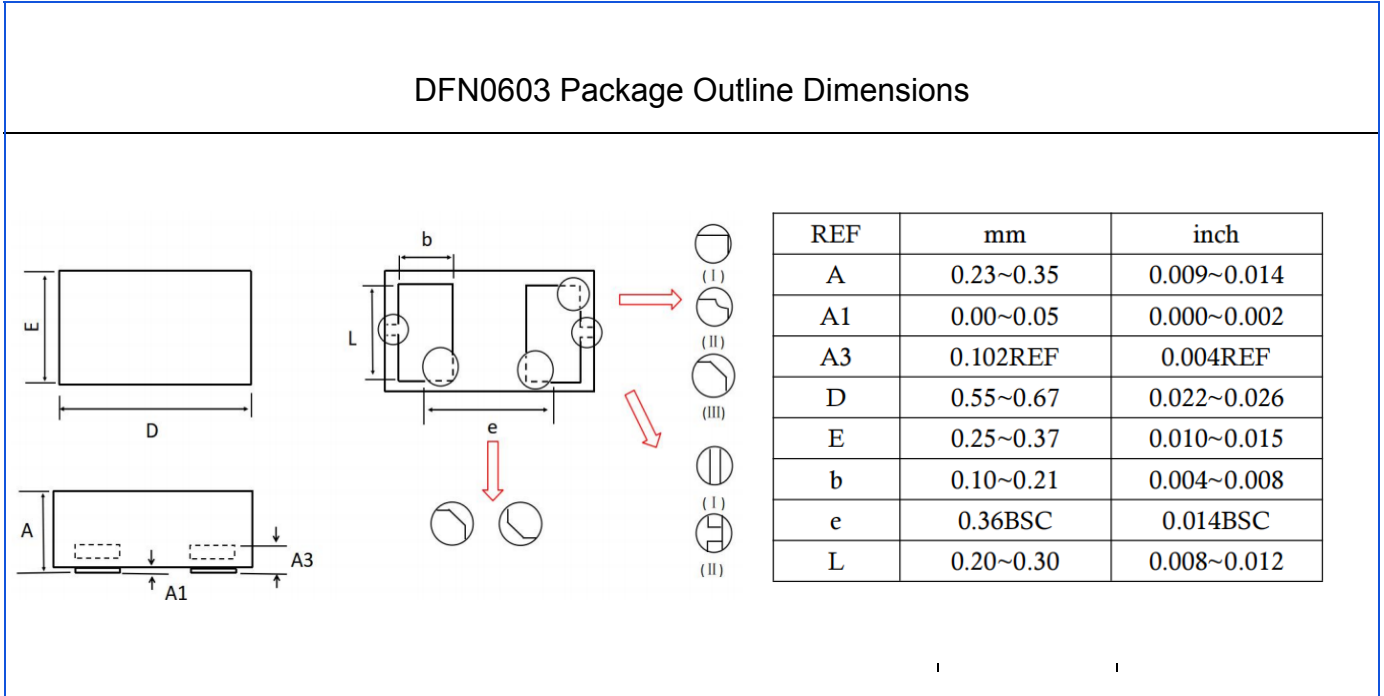 DFN0603 Package Outline Dimensions
E
D
A
A1
A3
b
L
e
(Ⅰ)
(Ⅱ)
(Ⅲ)
(Ⅰ)
(Ⅱ)
REF mm inch
A 0.23~0.35 0.009~0.014
A1 0.00~0.05 0.000~0.002
A3 0.102REF 0.004REF
D 0.55~0.67 0.022~0.026
E 0.25~0.37 0.010~0.015
b 0.10~0.21 0.004~0.008
e 0.36BSC 0.014BSC
L 0.20~0.30 0.008~0.012